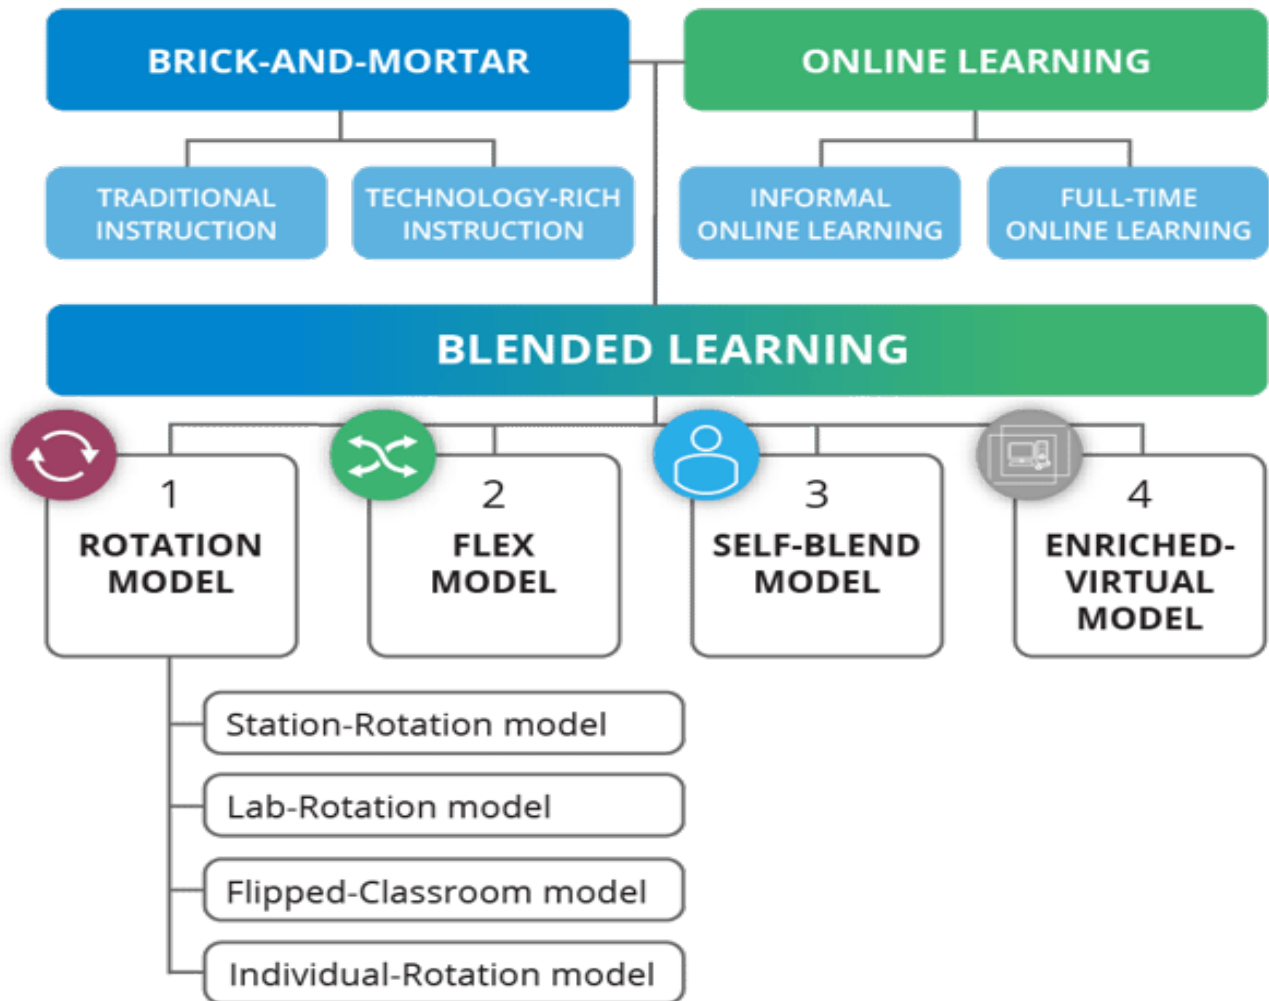 BRICK-AND-MORTAR
ONLINE LEARNING
TRADITIONAL
INSTRUCTION
TECHNOLOGY-RICH
INSTRUCTION
INFORMAL
ONLINE LEARNING
FULL-TIME
ONLINE LEARNING
BLENDED LEARNING
1
ROTATION
MODEL
2
FLEX
MODEL
3
SELF-BLEND
MODEL
4
ENRICHED-
VIRTUAL
MODEL
Station-Rotation model
Lab-Rotation model
Flipped-Classroom model
Individual-Rotation model